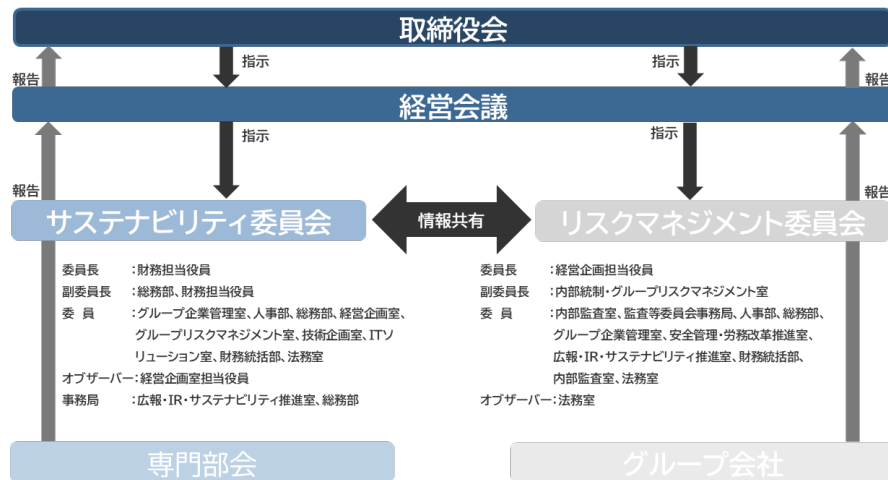 取締役会
指示
指示
報告
報告
経営会議
指示
指示
報告
報告
サステナビリティ委員会
情報共有
リスクマネジメント委員会
委員長　:財務担当役員
副委員長　:総務部、財務担当役員
委 員　:グループ企業管理室、人事部、総務部、経営企画室、
グループリスクマネジメント室、技術企画室、ITソ
リューション室、財務統括部、法務室
オブザーバー:経営企画室担当役員
事務局　:広報・IR・サステナビリティ推進室、総務部
委員長　:経営企画担当役員
副委員長　:内部統制・グループリスクマネジメント室
委 員　:内部監査室、監査等委員会事務局、人事部、総務部、
グループ企業管理室、安全管理・労務改革推進室、
広報・IR・サステナビリティ推進室、財務統括部、
内部監査室、法務室
オブザーバー:法務室
専門部会
グループ会社